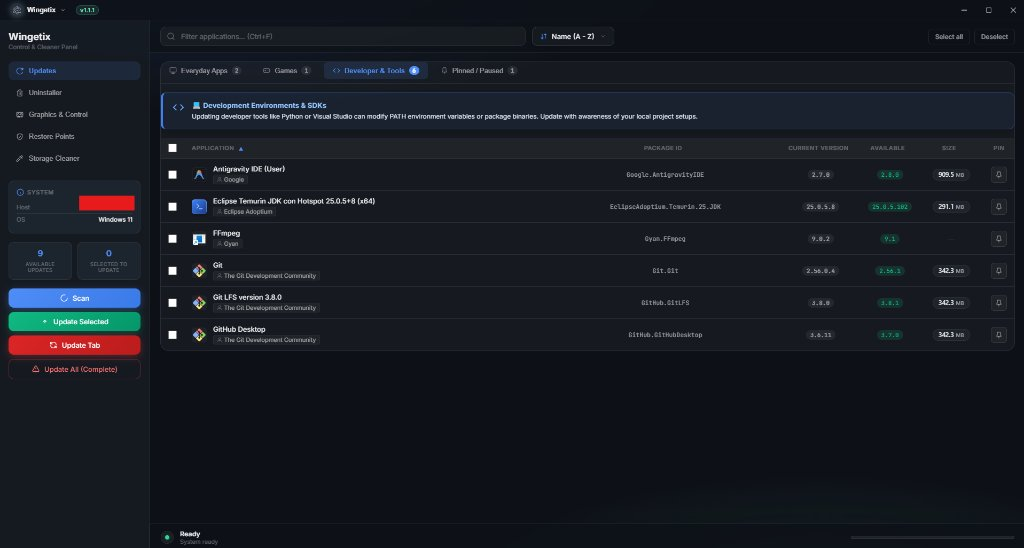 Wingetix
v1.1.1
Wingetix
Control & Cleaner Panel
Updates
Uninstaller
Graphics & Control
Restore Points
Storage Cleaner
SYSTEM
Host
OS Windows 11
9
AVAILABLE UPDATES
0
SELECTED TO UPDATE
Scan
Update Selected
Update Tab
Update All (Complete)
Filter applications... (Ctrl+F)
Name (A - Z)
Select all
Deselect
Everyday Apps 2
Games 1
Developer & Tools 6
Pinned / Paused 1
Development Environments & SDKs
Updating developer tools like Python or Visual Studio can modify PATH environment variables or package binaries. Update with awareness of your local project setups.
APPLICATION ▲ PACKAGE ID CURRENT VERSION AVAILABLE SIZE PIN
Antigravity IDE (User)
Google
Google.AntigravityIDE 2.7.0 2.8.0 909.5 MB
Eclipse Temurin JDK con Hotspot 25.0.5+8 (x64)
Eclipse Adoptium
EclipseAdoptium.Temurin.25.JDK 25.0.5.8 25.0.5.102 291.1 MB
FFmpeg
Gyan
Gyan.FFmpeg 9.0.2 9.1 —
Git
The Git Development Community
Git.Git 2.56.0.4 2.56.1 342.3 MB
Git LFS version 3.8.0
The Git Development Community
GitHub.GitLFS 3.8.0 3.8.1 342.3 MB
GitHub Desktop
The Git Development Community
GitHub.GitHubDesktop 3.6.11 3.7.0 342.3 MB
Ready
System ready